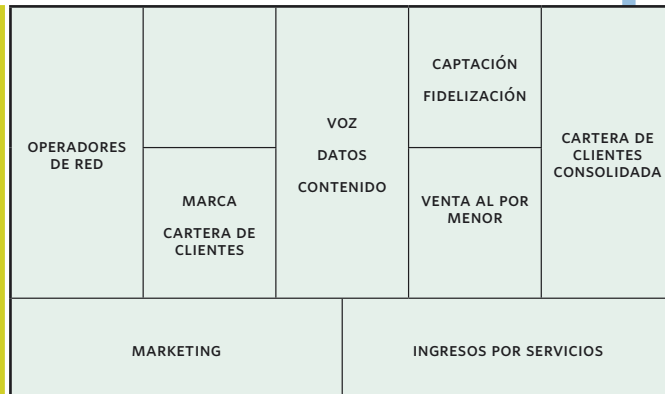 OPERADORES
DE RED
MARCA
CARTERA DE
CLIENTES
VOZ
DATOS
CONTENIDO
CAPTACIÓN
FIDELIZACIÓN
VENTA AL POR
MENOR
CARTERA DE
CLIENTES
CONSOLIDADA
MARKETING
INGRESOS POR SERVICIOS